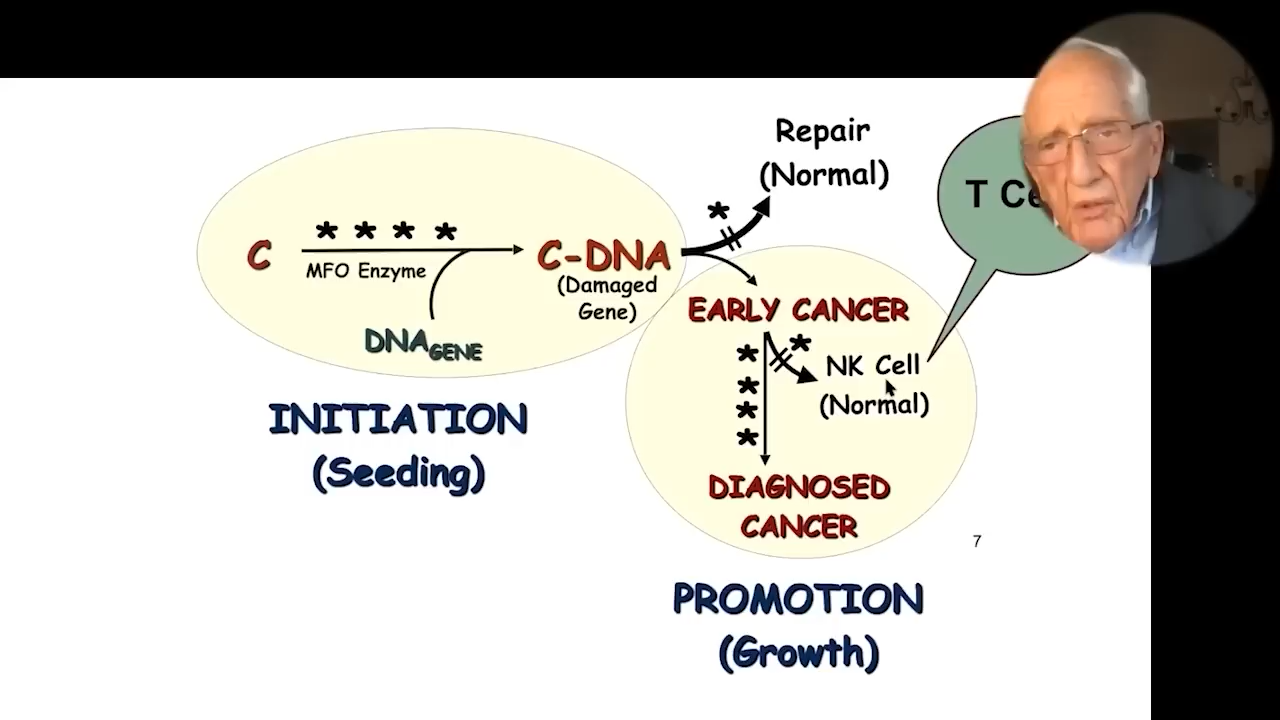 Repair
(Normal)
T
* * * *
*
C
MFO Enzyme
C-DNA
(Damaged
Gene)
DNAGENE
EARLY CANCER
*
*
*
*
*
NK Cell
(Normal)
INITIATION
(Seeding)
DIAGNOSED
CANCER
7
PROMOTION
(Growth)